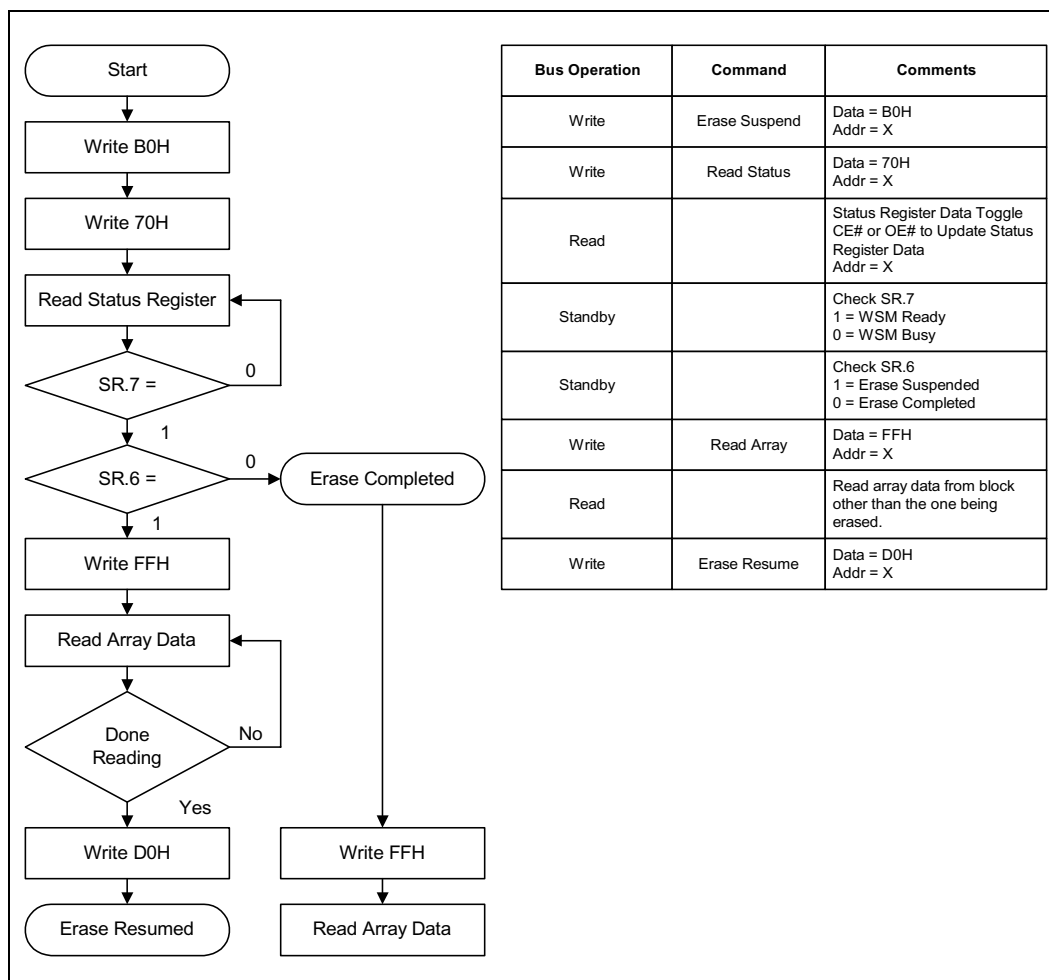 Start
Write B0H
Write 70H
Read Status Register
SR.7 =
0
1
SR.6 =
0
Erase Completed
1
Write FFH
Read Array Data
Done
Reading
No
Yes
Write D0H
Write FFH
Erase Resumed
Read Array Data
Bus Operation Command Comments
Write Erase Suspend Data = B0H
Addr = X
Write Read Status Data = 70H
Addr = X
Read Status Register Data Toggle
CE# or OE# to Update Status
Register Data
Addr = X
Standby Check SR.7
1 = WSM Ready
0 = WSM Busy
Standby Check SR.6
1 = Erase Suspended
0 = Erase Completed
Write Read Array Data = FFH
Addr = X
Read Read array data from block
other than the one being
erased.
Write Erase Resume Data = D0H
Addr = X